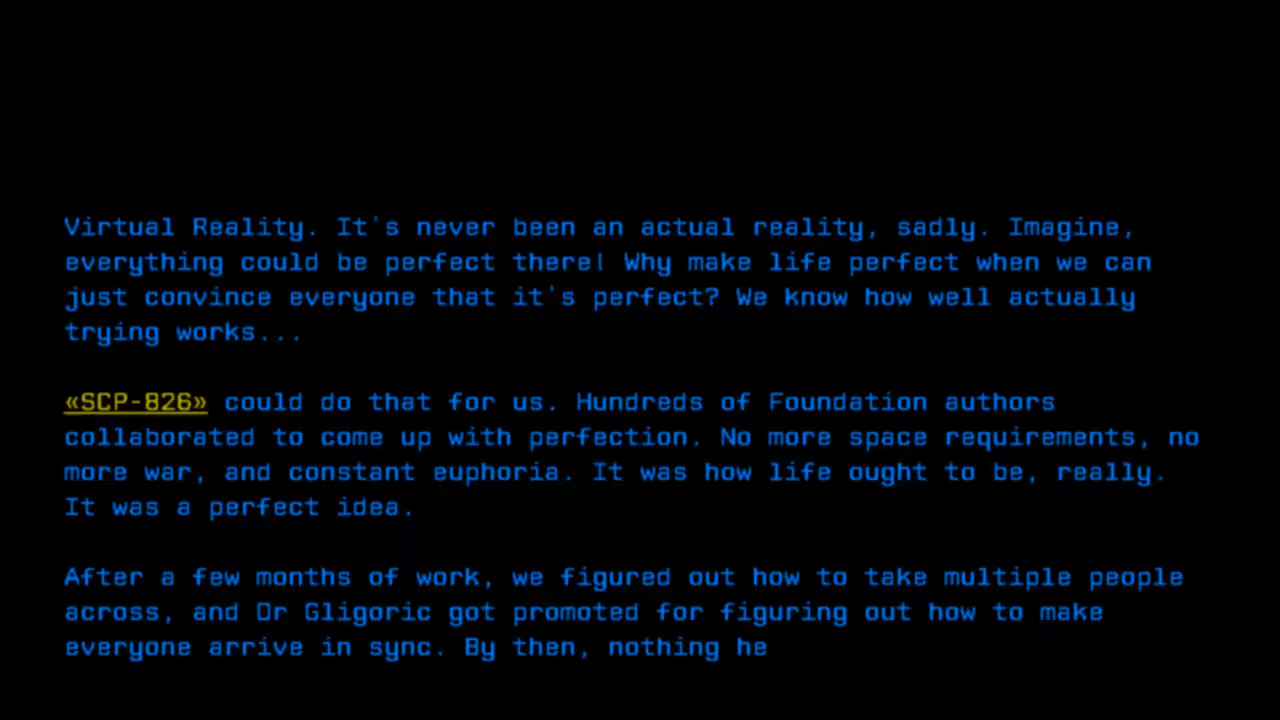 Virtual Reality. It's never been an actual reality, sadly. Imagine,
everything could be perfect there! Why make life perfect when we can
just convince everyone that it's perfect? We know how well actually
trying works...
«SCP-826» could do that for us. Hundreds of Foundation authors
collaborated to come up with perfection. No more space requirements, no
more war, and constant euphoria. It was how life ought to be, really.
It was a perfect idea.
After a few months of work, we figured out how to take multiple people
across, and Dr Gligoric got promoted for figuring out how to make
everyone arrive in sync. By then, nothing he